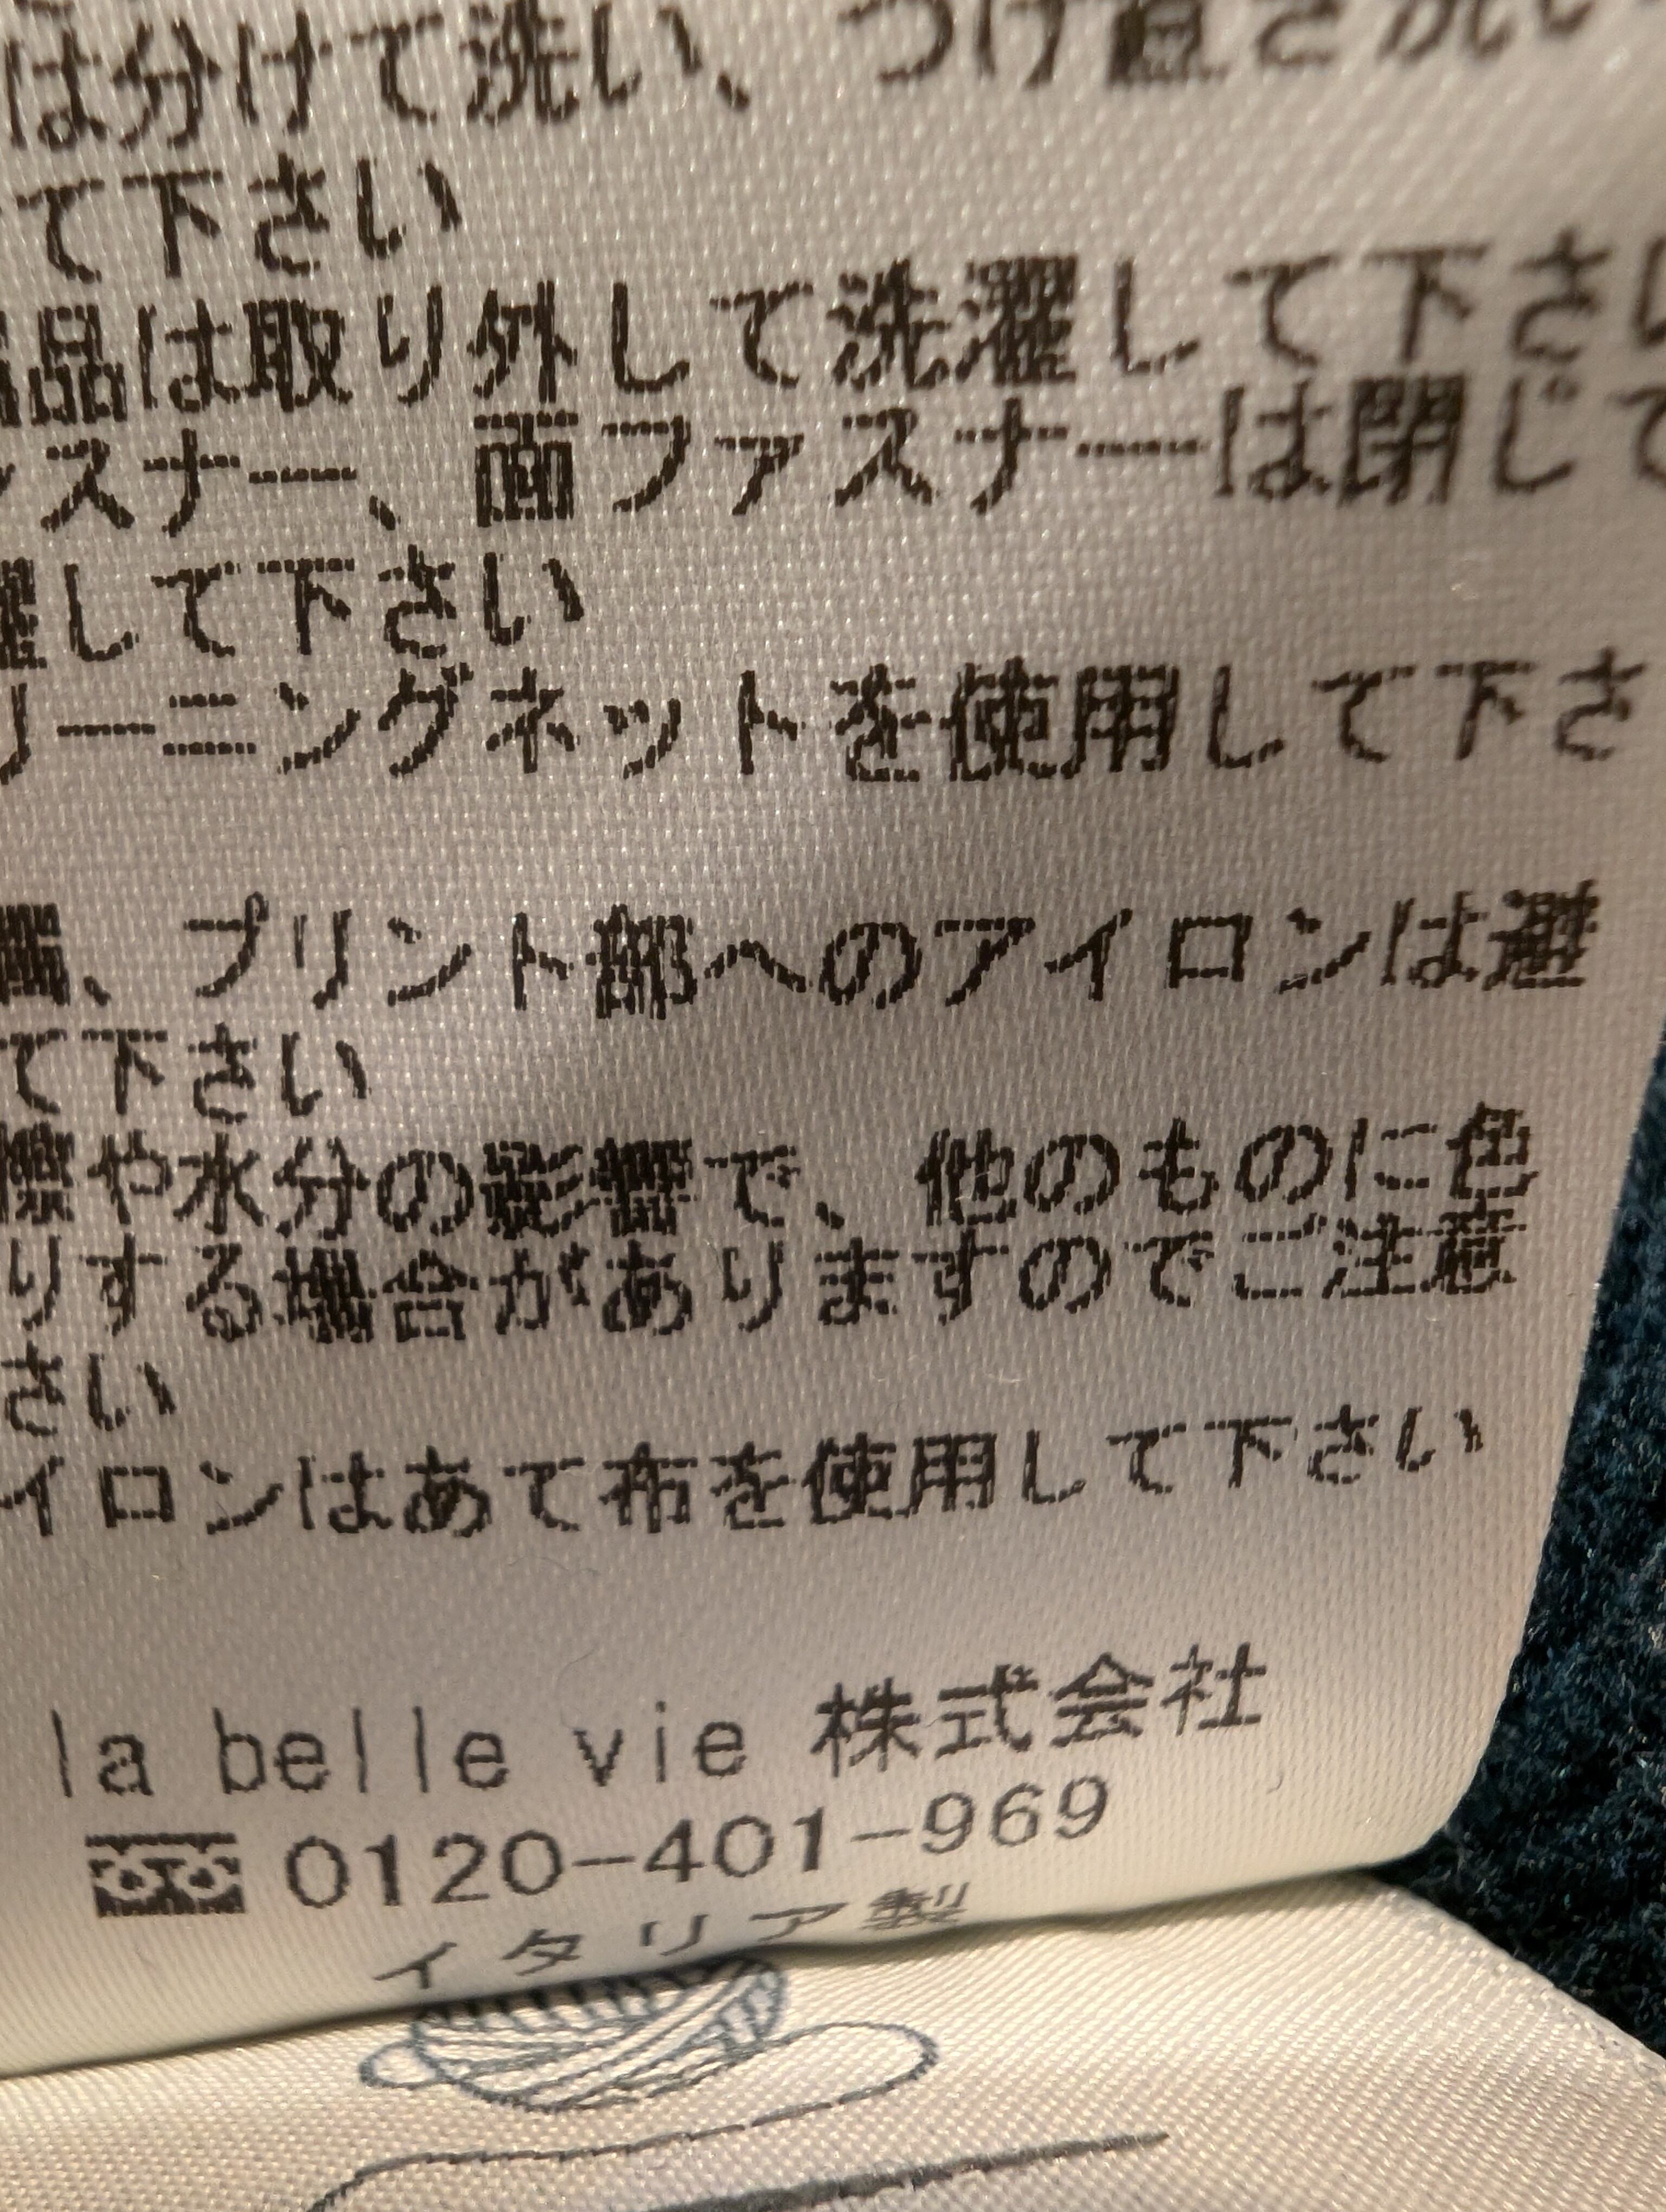 は分けて洗い、つけ置き洗い
て下さい
品は取り外して洗濯して下さい
スナー、面ファスナーは閉じて
濯して下さい
リーニングネットを使用して下さ
プリント部へのアイロンは避
て下さい
や水分の影響で、他のものに色
りする場合がありますのでご注意
さい
イロンはあて布を使用して下さい
la belle vie 株式会社
0120-401-969
イタリア製